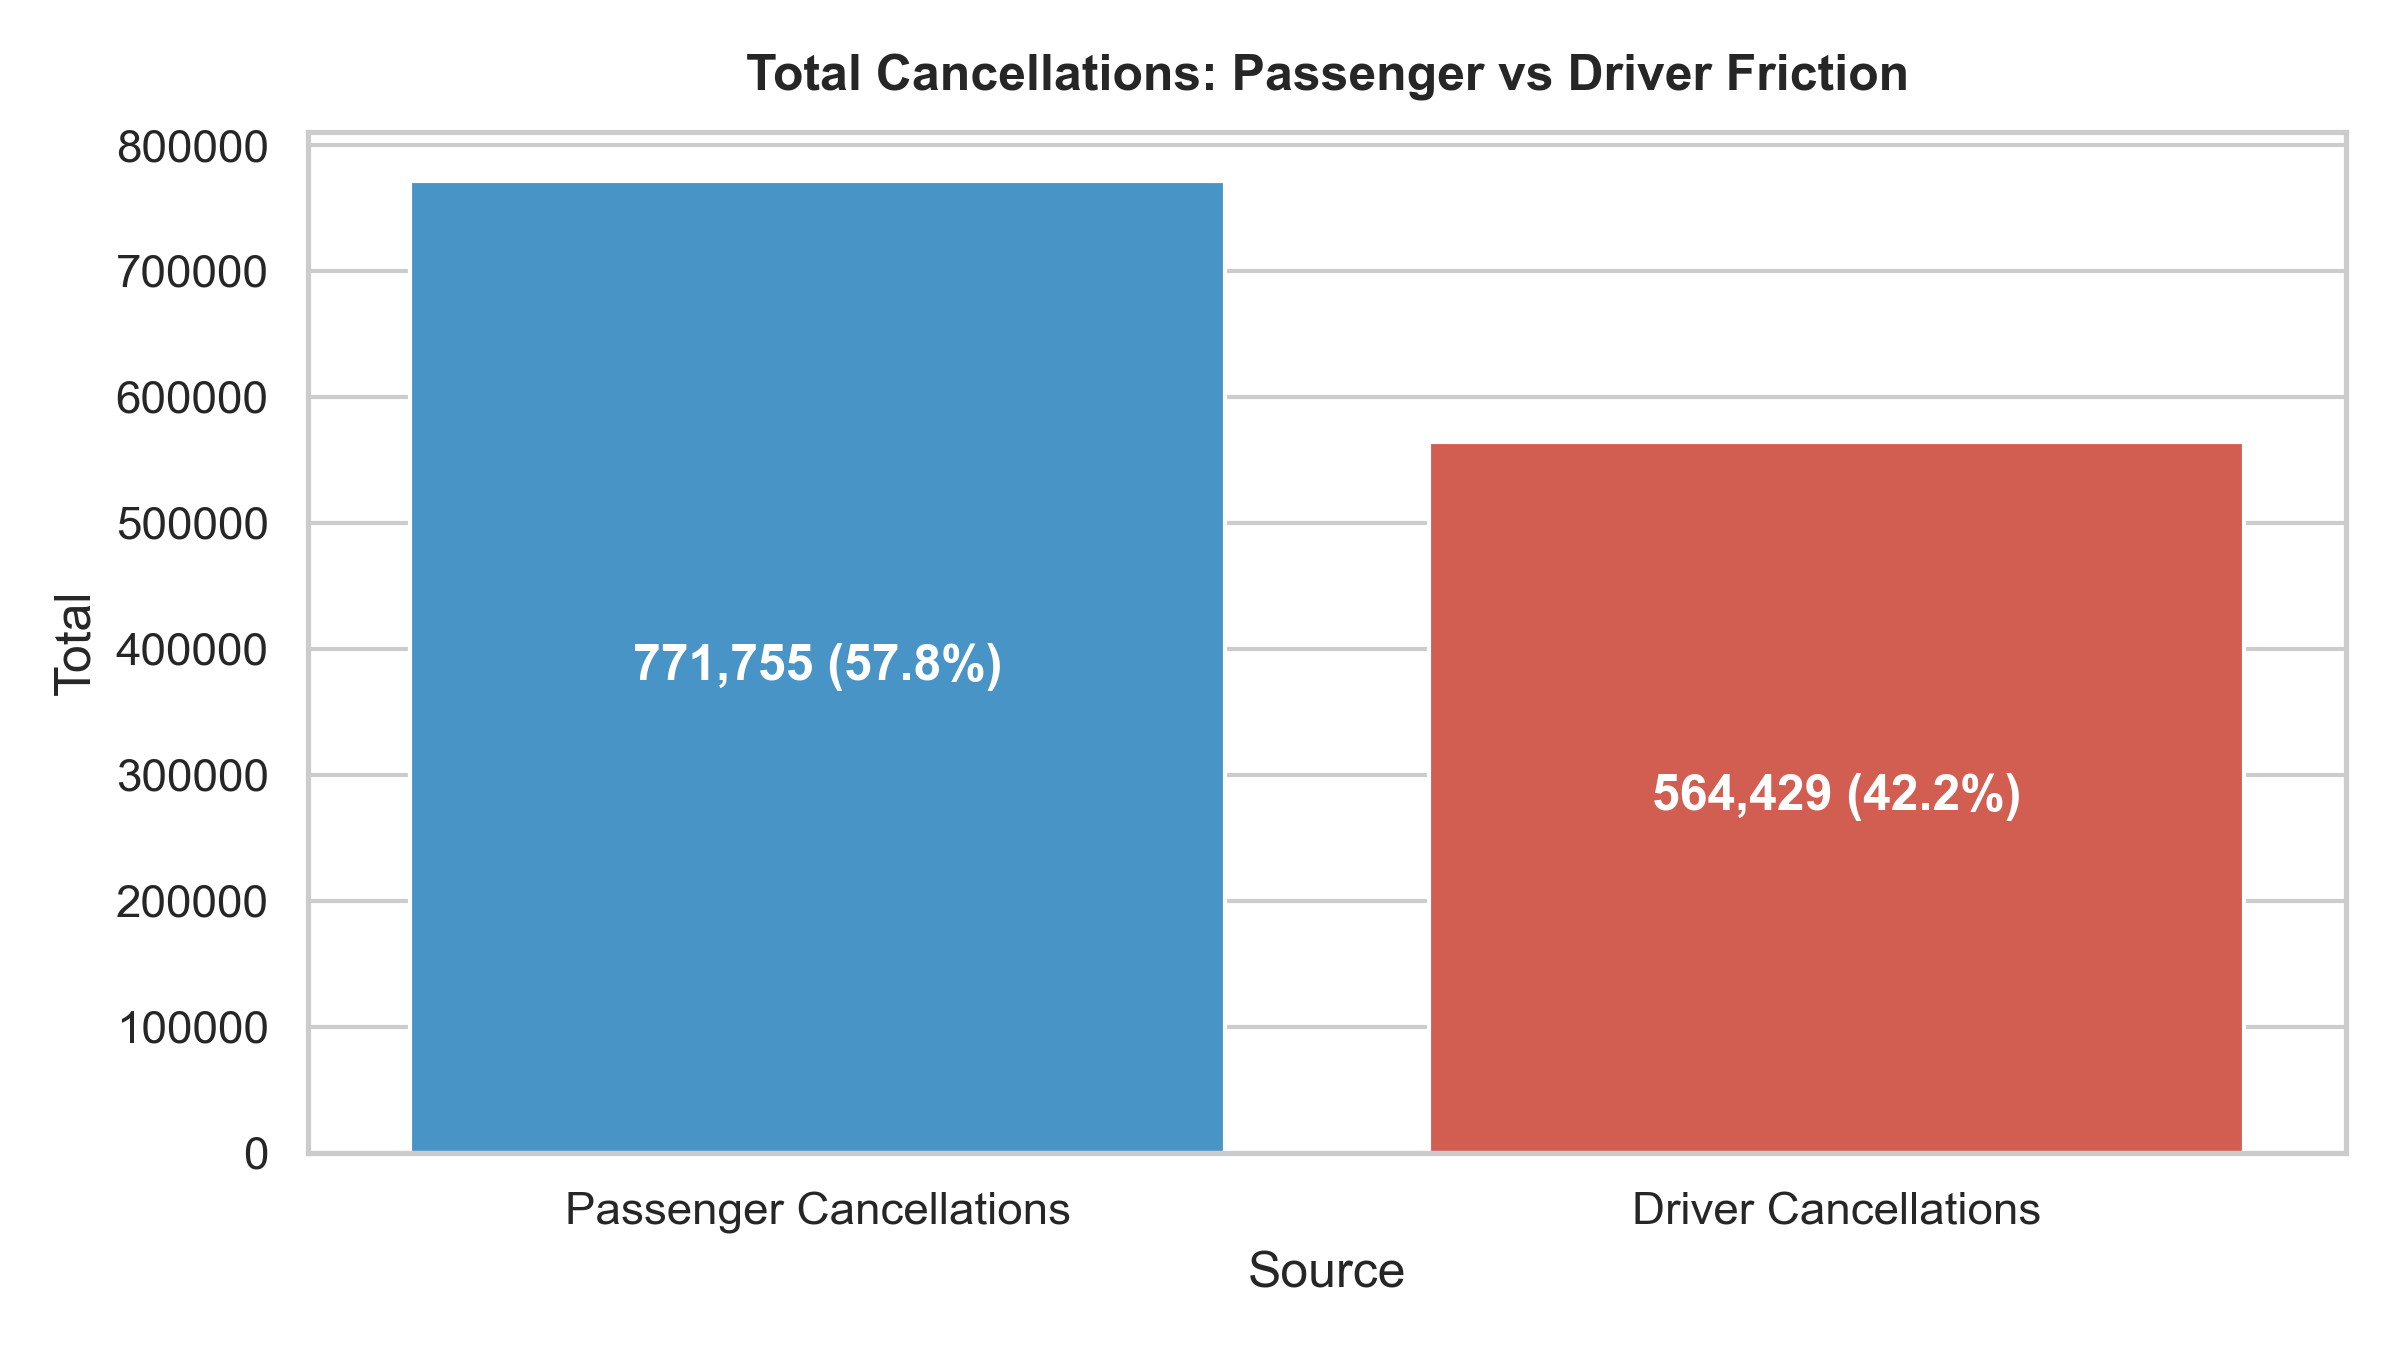 Total Cancellations: Passenger vs Driver Friction
800000
700000
600000
500000
400000
300000
200000
100000
0
Total
771,755 (57.8%)
564,429 (42.2%)
Passenger Cancellations
Driver Cancellations
Source